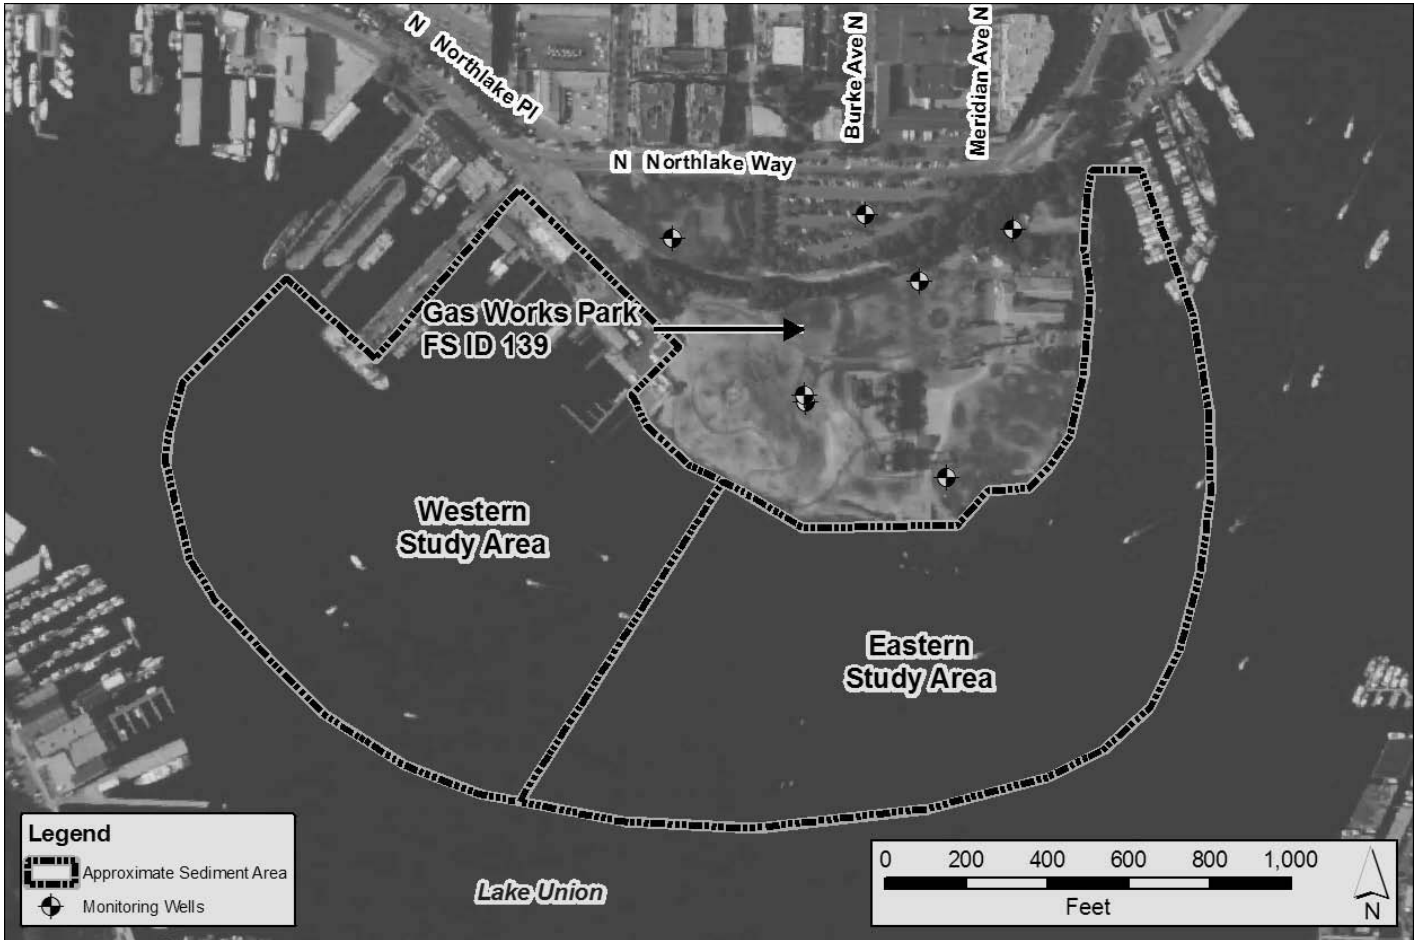 N Northlake Pl
Burke Ave N
Meridian Ave N
N Northlake Way
Gas Works Park
FS ID 139
Western
Study Area
Eastern
Study Area
Legend
Approximate Sediment Area
Monitoring Wells
Lake Union
0 200 400 600 800 1,000
Feet
N